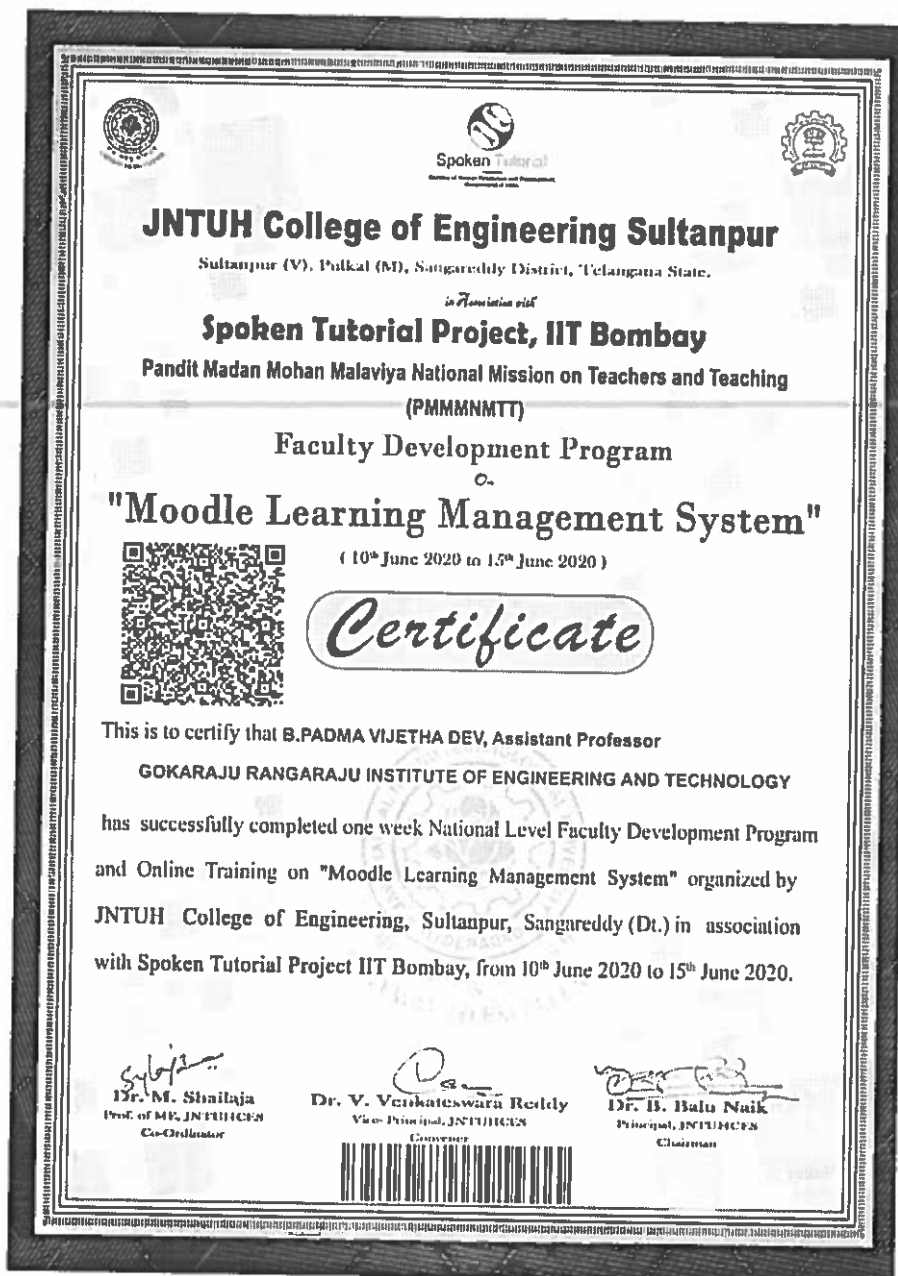 Spoken Tutorial
JNTUH College of Engineering Sultanpur
Sultanpur (V), Pulkal (M), Sangareddy District, Telangana State.
in Association with
Spoken Tutorial Project, IIT Bombay
Pandit Madan Mohan Malaviya National Mission on Teachers and Teaching
(PMMMNMTT)
Faculty Development Program
On
"Moodle Learning Management System"
( 10th June 2020 to 15th June 2020 )
Certificate
This is to certify that B.PADMA VIJETHA DEV, Assistant Professor
GOKARAJU RANGARAJU INSTITUTE OF ENGINEERING AND TECHNOLOGY
has successfully completed one week National Level Faculty Development Program
and Online Training on "Moodle Learning Management System" organized by
JNTUH College of Engineering, Sultanpur, Sangareddy (Dt.) in association
with Spoken Tutorial Project IIT Bombay, from 10th June 2020 to 15th June 2020.
Dr. M. Shailaja
Prof. of ME, JNTUHCES
Co-Ordinator
Dr. V. Venkateswara Reddy
Vice-Principal, JNTUHCES
Convener
Dr. B. Balu Naik
Principal, JNTUHCES
Chairman